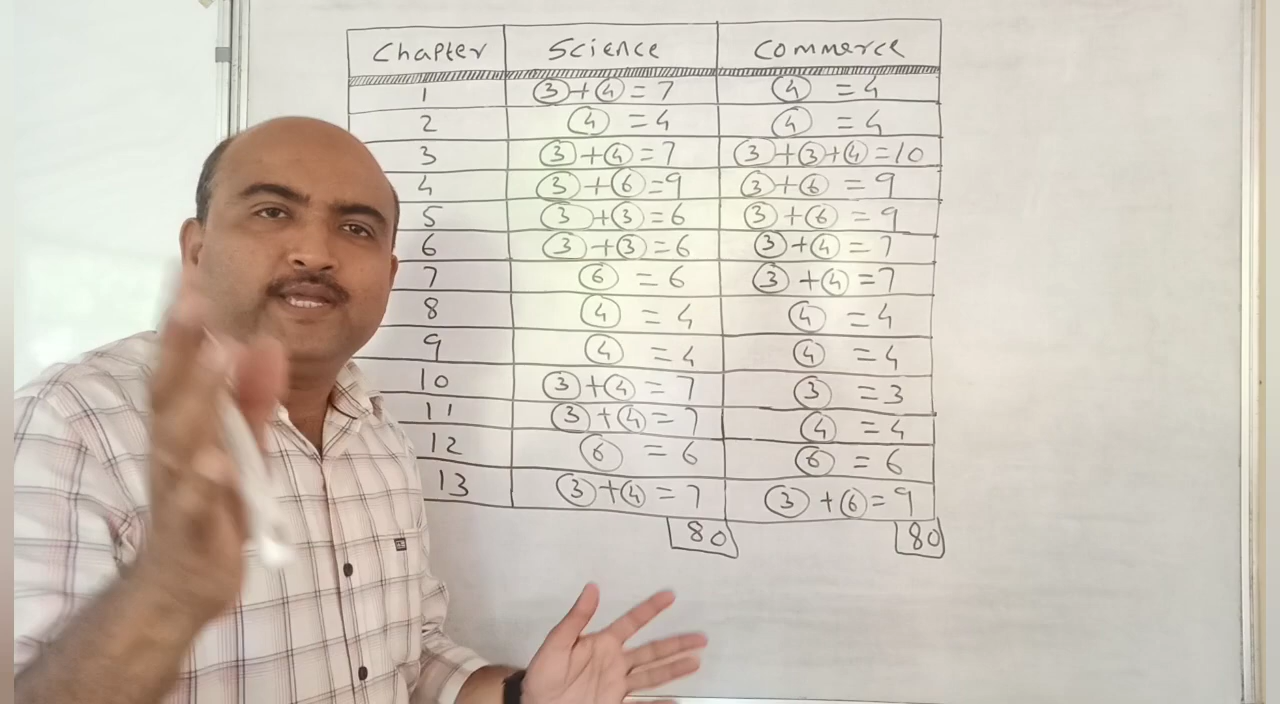 Chapter Science Commerce
1 3+4=7 4 =4
2 4 =4 4 =4
3 3+4=7 3+3+4=10
4 3+6=9 3+6=9
5 3+3=6 3+6=9
6 3+3=6 3+4=7
7 6 =6 3+4=7
8 4 =4 4 =4
9 4 =4 4 =4
10 3+4=7 3 =3
11 3+4=7 4 =4
12 6 =6 6 =6
13 3+4=7 3+6=9
80 80